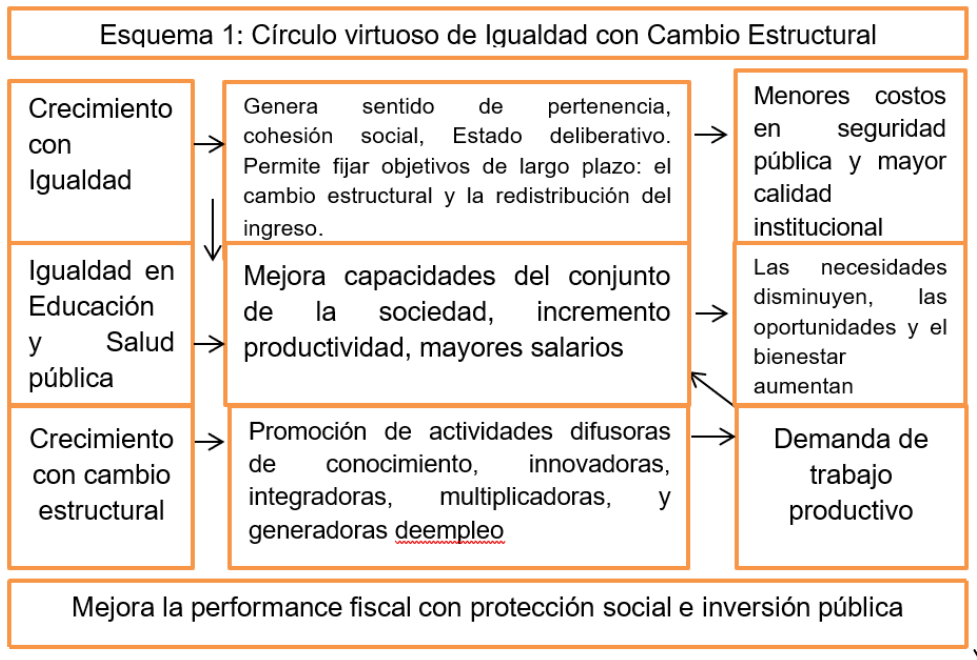 Esquema 1: Círculo virtuoso de Igualdad con Cambio Estructural
Crecimiento
con
Igualdad
Genera sentido de pertenencia,
cohesión social, Estado deliberativo.
Permite fijar objetivos de largo plazo: el
cambio estructural y la redistribución del
ingreso.
Menores costos
en seguridad
pública y mayor
calidad
institucional
Igualdad en
Educación
y Salud
pública
Mejora capacidades del conjunto
de la sociedad, incremento
productividad, mayores salarios
Las necesidades
disminuyen, las
oportunidades y el
bienestar
aumentan
Crecimiento
con cambio
estructural
Promoción de actividades difusoras
de conocimiento, innovadoras,
integradoras, multiplicadoras, y
generadoras deempleo
Demanda de
trabajo
productivo
Mejora la performance fiscal con protección social e inversión pública